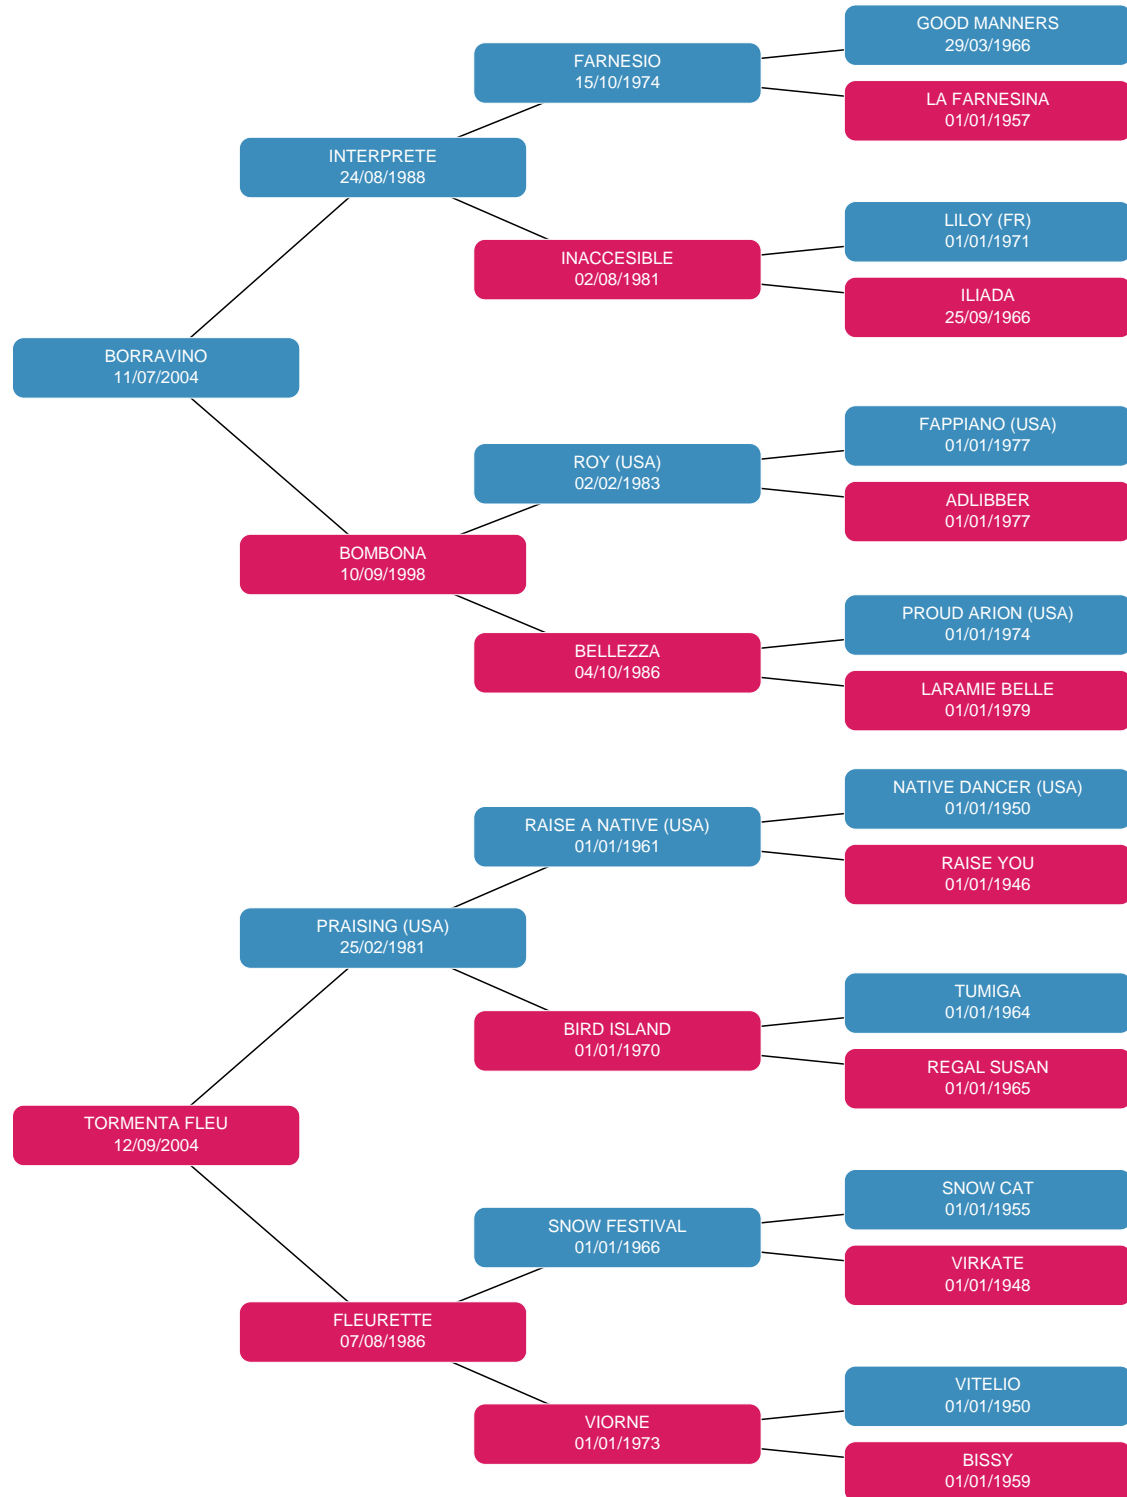 GOOD MANNERS
29/03/1966
FARNESIO
15/10/1974
LA FARNESINA
01/01/1957
INTERPRETE
24/08/1988
LILOY (FR)
01/01/1971
INACCESIBLE
02/08/1981
ILIADA
25/09/1966
BORRAVINO
11/07/2004
FAPPIANO (USA)
01/01/1977
ROY (USA)
02/02/1983
ADLIBBER
01/01/1977
BOMBONA
10/09/1998
PROUD ARION (USA)
01/01/1974
BELLEZZA
04/10/1986
LARAMIE BELLE
01/01/1979
NATIVE DANCER (USA)
01/01/1950
RAISE A NATIVE (USA)
01/01/1961
RAISE YOU
01/01/1946
PRAISING (USA)
25/02/1981
TUMIGA
01/01/1964
BIRD ISLAND
01/01/1970
REGAL SUSAN
01/01/1965
TORMENTA FLEU
12/09/2004
SNOW CAT
01/01/1955
SNOW FESTIVAL
01/01/1966
VIRKATE
01/01/1948
FLEURETTE
07/08/1986
VITELIO
01/01/1950
VIORNE
01/01/1973
BISSY
01/01/1959